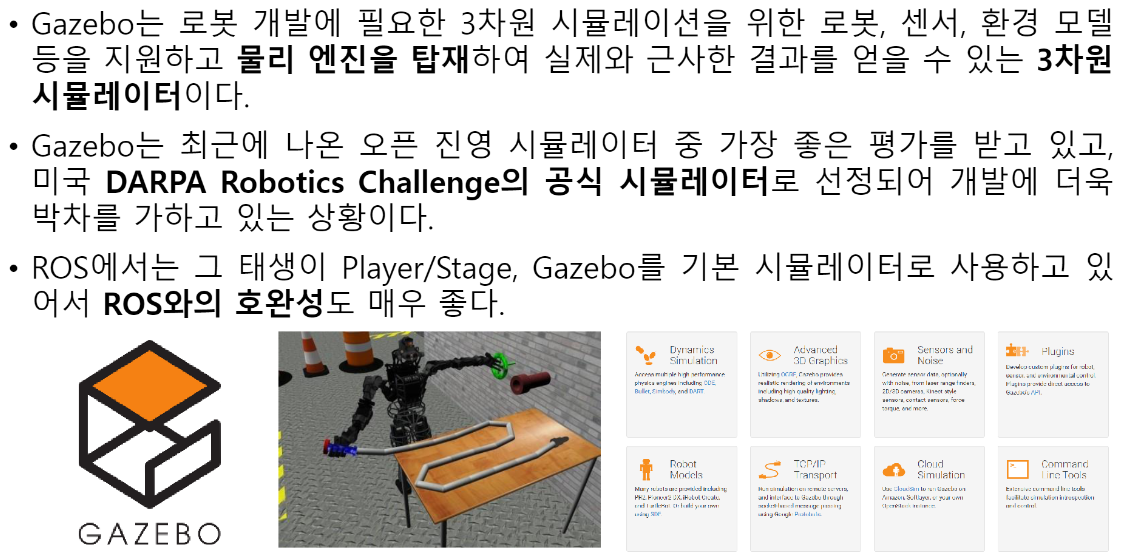 • Gazebo는 로봇 개발에 필요한 3차원 시뮬레이션을 위한 로봇, 센서, 환경 모델
등을 지원하고 물리 엔진을 탑재하여 실제와 근사한 결과를 얻을 수 있는 3차원
시뮬레이터이다.
• Gazebo는 최근에 나온 오픈 진영 시뮬레이터 중 가장 좋은 평가를 받고 있고,
미국 DARPA Robotics Challenge의 공식 시뮬레이터로 선정되어 개발에 더욱
박차를 가하고 있는 상황이다.
• ROS에서는 그 태생이 Player/Stage, Gazebo를 기본 시뮬레이터로 사용하고 있
어서 ROS와의 호완성도 매우 좋다.
GAZEBO
Dynamics
Simulation
Access multiple high performance
physics engines including ODE,
Bullet, Simbody, and DART.
Advanced
3D Graphics
Utilizing OGRE, Gazebo provides
realistic rendering of environments
including high quality lighting,
shadows, and textures.
Sensors and
Noise
Generate sensor data, optionally
with noise, from laser range finders,
2D/3D cameras, Kinect style
sensors, contact sensors, force
torque, and more.
Plugins
Develop custom plugins for robot,
sensor, and environmental control.
Plugins provide direct access to
Gazebo's API.
Robot
Models
Many robots are provided including
PR2, Pioneer2 DX, iRobot Create,
and TurtleBot. Or build your own
using SDF.
TCP/IP
Transport
Run simulation on remote servers,
and interface to Gazebo through
socket-based message passing
using Google Protobufs.
Cloud
Simulation
Use CloudSim to run Gazebo on
Amazon, Softlayer, or your own
OpenStack instance.
Command
Line Tools
Extensive command line tools
facilitate simulation introspection
and control.